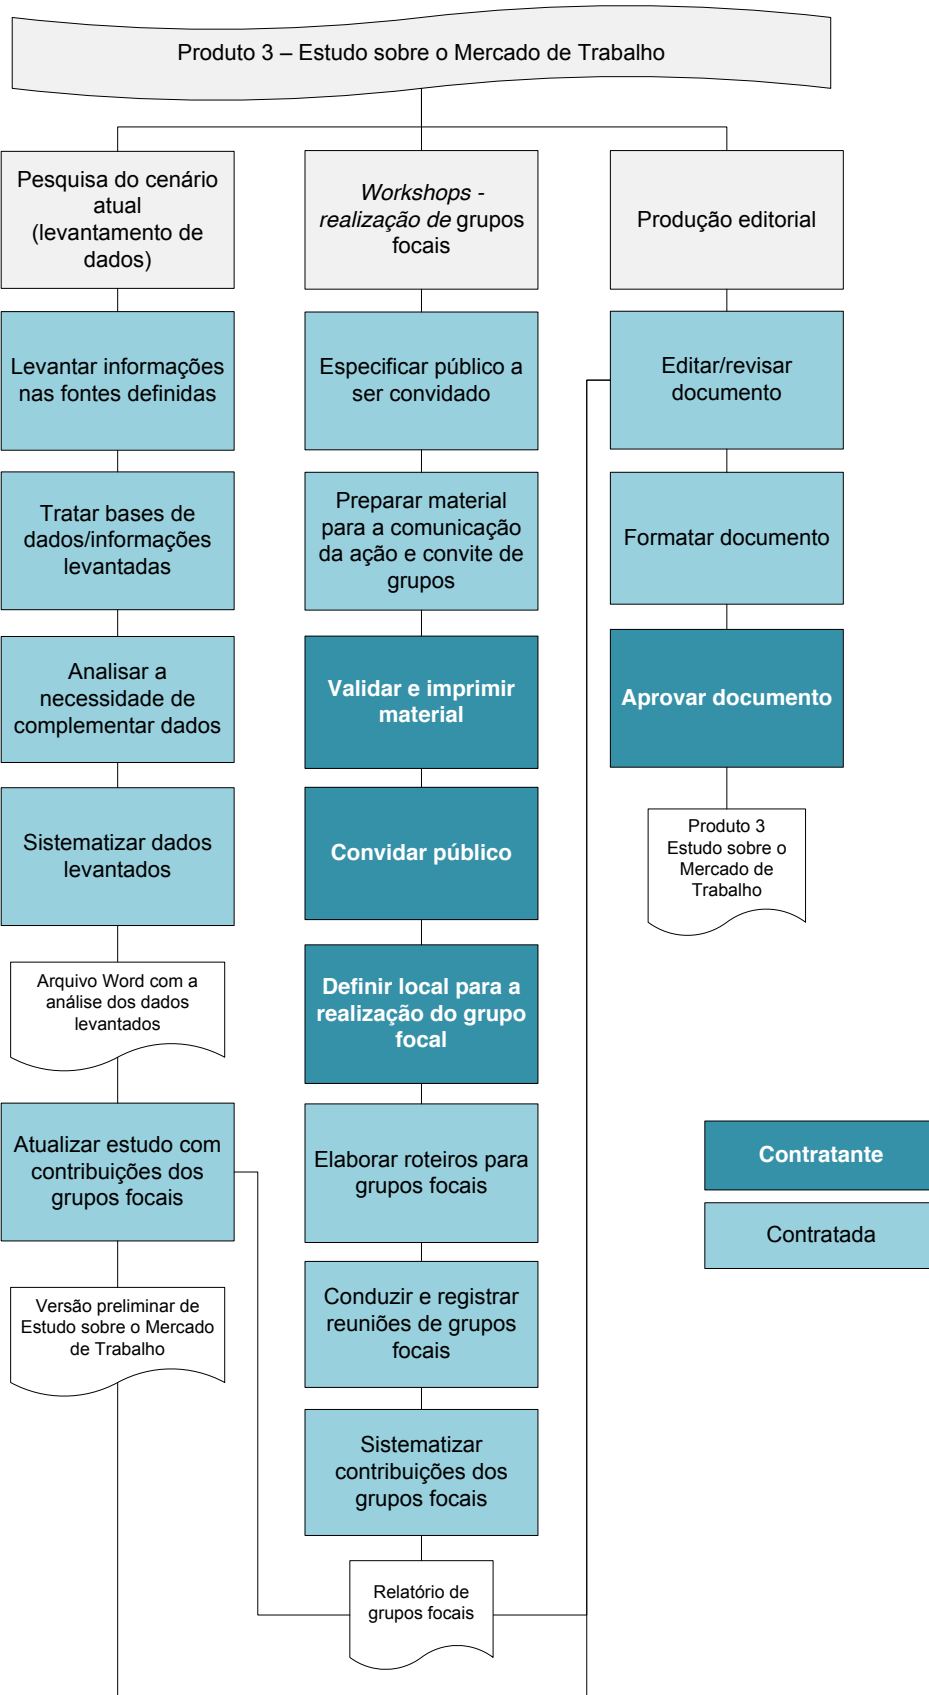 Produto 3 – Estudo sobre o Mercado de Trabalho
Pesquisa do cenário
atual
(levantamento de
dados)
Levantar informações
nas fontes definidas
Tratar bases de
dados/informações
levantadas
Analisar a
necessidade de
complementar dados
Sistematizar dados
levantados
Arquivo Word com a
análise dos dados
levantados
Atualizar estudo com
contribuições dos
grupos focais
Versão preliminar de
Estudo sobre o Mercado
de Trabalho
Workshops -
realização de grupos
focais
Especificar público a
ser convidado
Preparar material
para a comunicação
da ação e convite de
grupos
Validar e imprimir
material
Convidar público
Definir local para a
realização do grupo
focal
Elaborar roteiros para
grupos focais
Conduzir e registrar
reuniões de grupos
focais
Sistematizar
contribuições dos
grupos focais
Relatório de
grupos focais
Produção editorial
Editar/revisar
documento
Formatar documento
Aprovar documento
Produto 3
Estudo sobre o
Mercado de
Trabalho
Contratante
Contratada